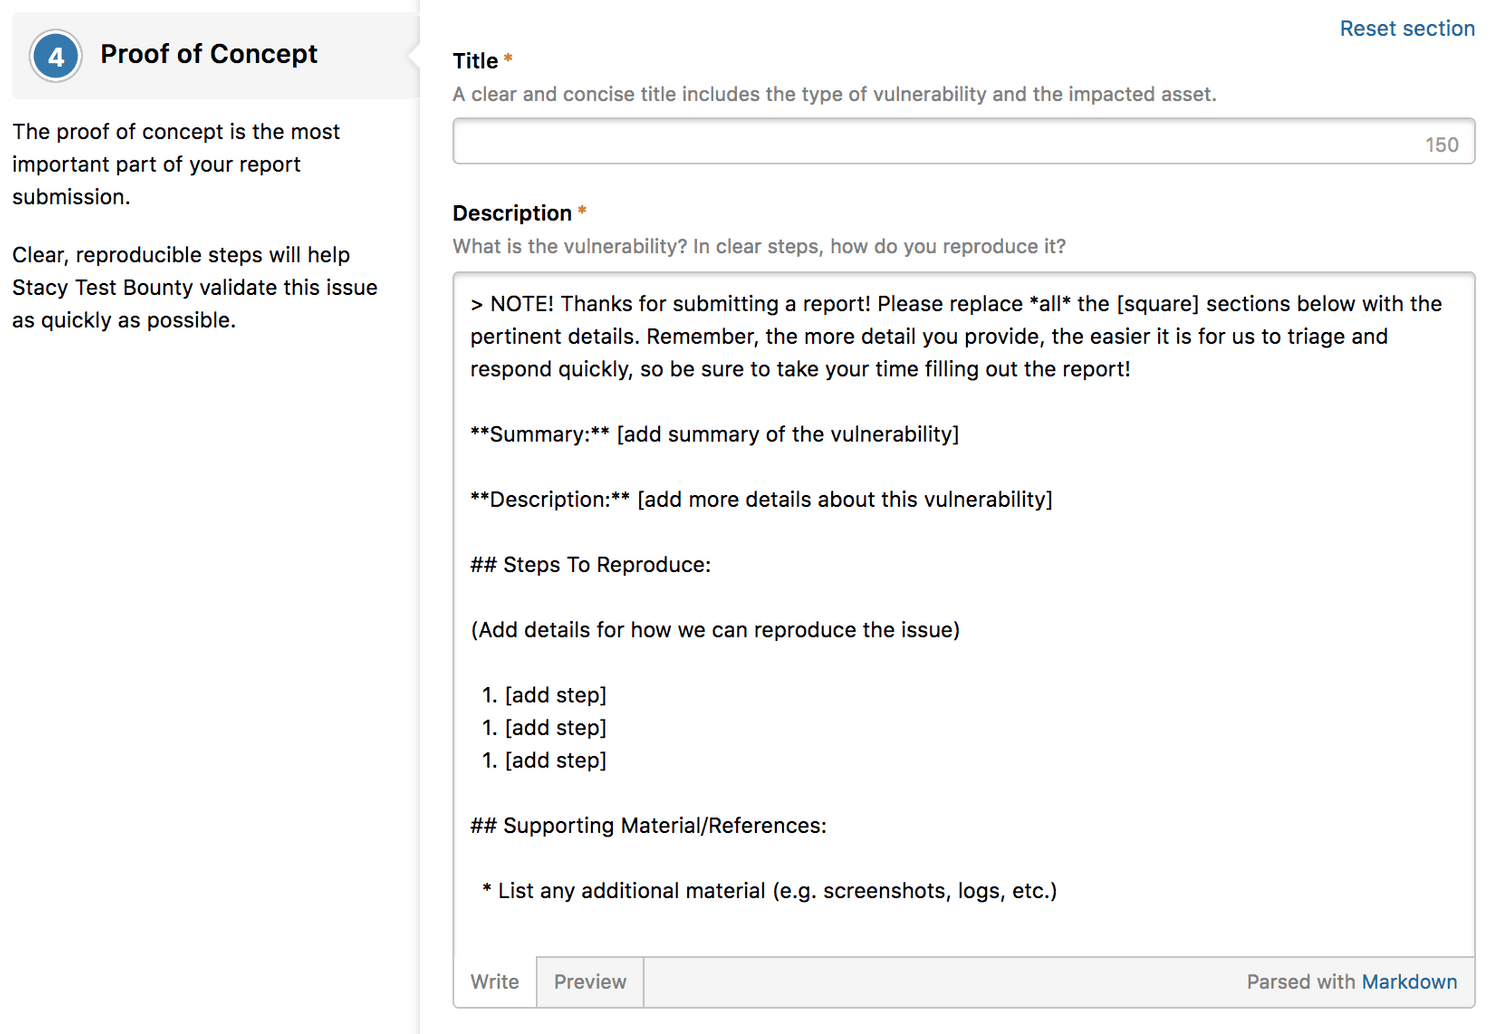 4 Proof of Concept
The proof of concept is the most
important part of your report
submission.
Clear, reproducible steps will help
Stacy Test Bounty validate this issue
as quickly as possible.
Reset section
Title *
A clear and concise title includes the type of vulnerability and the impacted asset.
150
Description *
What is the vulnerability? In clear steps, how do you reproduce it?
> NOTE! Thanks for submitting a report! Please replace *all* the [square] sections below with the
pertinent details. Remember, the more detail you provide, the easier it is for us to triage and
respond quickly, so be sure to take your time filling out the report!
**Summary:** [add summary of the vulnerability]
**Description:** [add more details about this vulnerability]
## Steps To Reproduce:
(Add details for how we can reproduce the issue)
1. [add step]
1. [add step]
1. [add step]
## Supporting Material/References:
* List any additional material (e.g. screenshots, logs, etc.)
Write Preview Parsed with Markdown